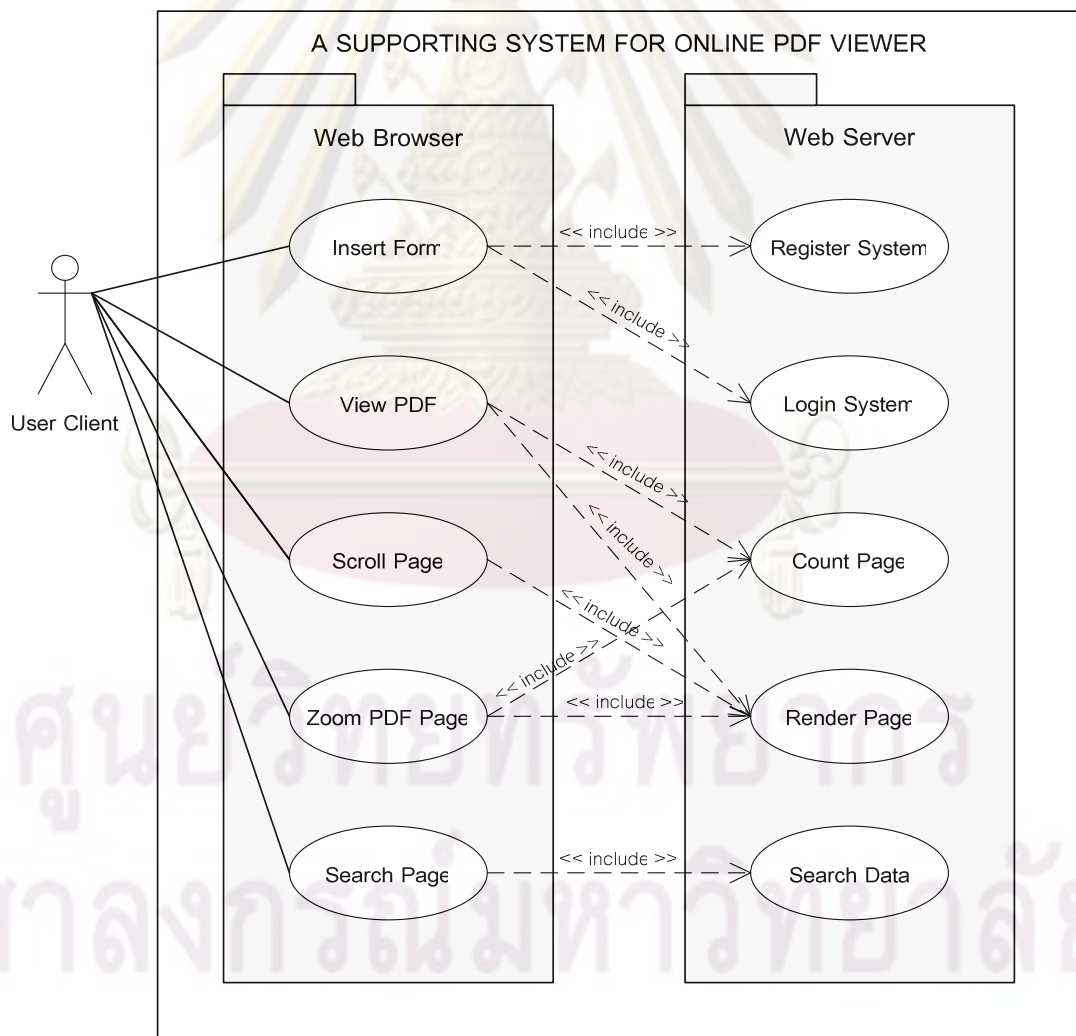 A SUPPORTING SYSTEM FOR ONLINE PDF VIEWER
Web Browser
Web Server
User Client
Insert Form
<< include >>
Register System
<< include >>
View PDF
Login System
<< include >>
<< include >>
Scroll Page
Count Page
<< include >>
<< include >>
Zoom PDF Page
<< include >>
Render Page
Search Page
<< include >>
Search Data
ศูนย์วิทยทรัพยากร
าลงกรณ์มหาวิทยาลัย